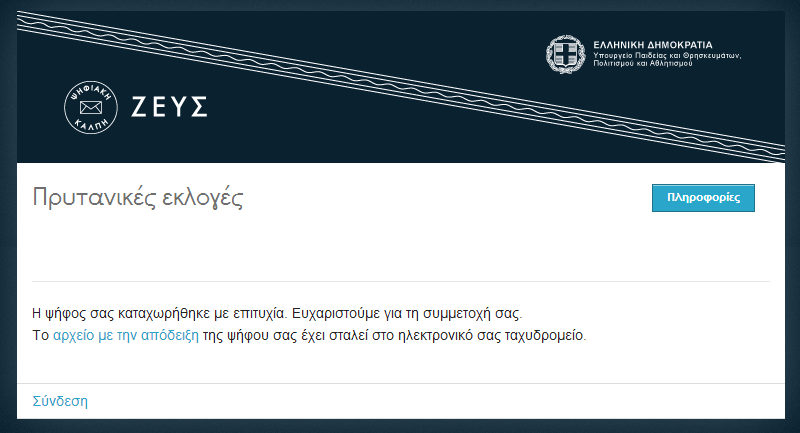 ΕΛΛΗΝΙΚΗ ΔΗΜΟΚΡΑΤΙΑ
Υπουργείο Παιδείας και Θρησκευμάτων,
Πολιτισμού και Αθλητισμού
ΨΗΦΙΑΚΗ
ΚΑΛΠΗ
ΖΕΥΣ
Πρυτανικές εκλογές
Πληροφορίες
Η ψήφος σας καταχωρήθηκε με επιτυχία. Ευχαριστούμε για τη συμμετοχή σας.
Το αρχείο με την απόδειξη της ψήφου σας έχει σταλεί στο ηλεκτρονικό σας ταχυδρομείο.
Σύνδεση